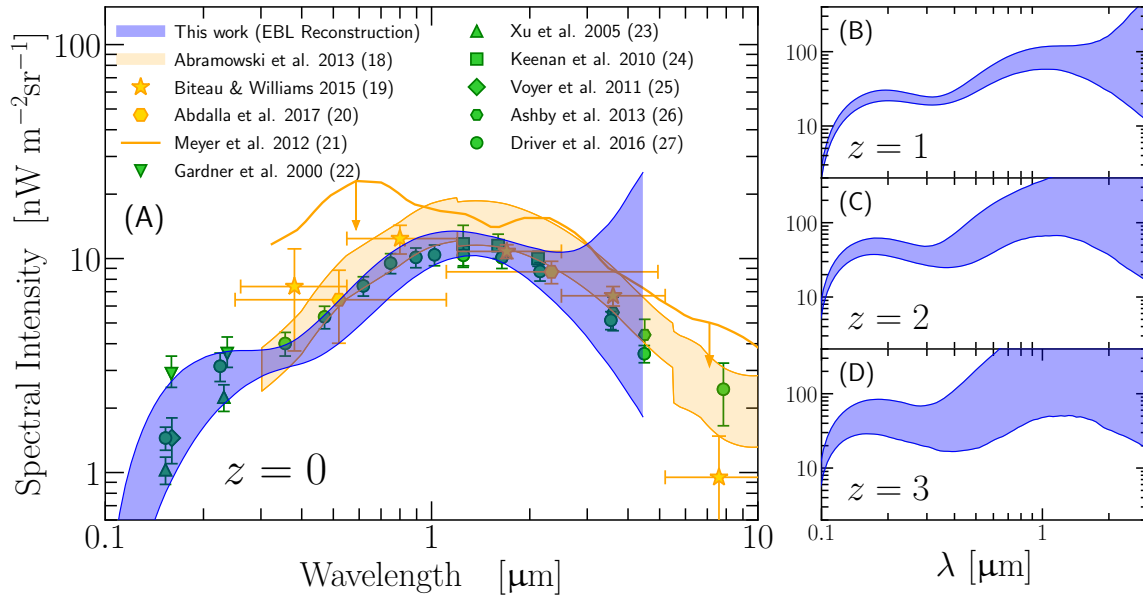 This work (EBL Reconstruction)
Abramowski et al. 2013 (18)
Biteau & Williams 2015 (19)
Abdalla et al. 2017 (20)
Meyer et al. 2012 (21)
Gardner et al. 2000 (22)
Xu et al. 2005 (23)
Keenan et al. 2010 (24)
Voyer et al. 2011 (25)
Ashby et al. 2013 (26)
Driver et al. 2016 (27)
Spectral Intensity [nW m⁻²sr⁻¹]
100
10
1
(A)
z = 0
0.1 1 10
Wavelength [μm]
(B)
100
10
z = 1
(C)
100
10
z = 2
(D)
100
10
z = 3
0.1 1
λ [μm]